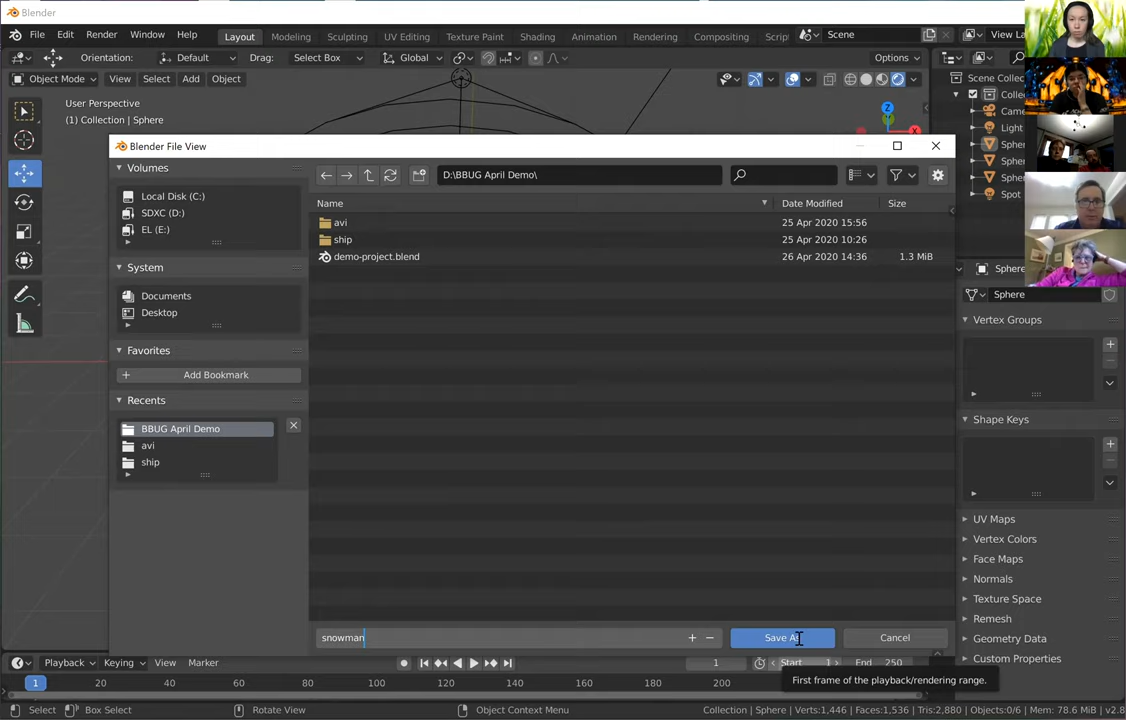 Blender
File Edit Render Window Help Layout Modeling Sculpting UV Editing Texture Paint Shading Animation Rendering Compositing Scrip Scene View La
Orientation: Default Drag: Select Box Global Options
Object Mode View Select Add Object
Scene Collec
Collec
User Perspective
(1) Collection | Sphere
Came
Light
Spher
Spher
Spher
Spot
Z
X
Blender File View
Volumes
Local Disk (C:)
SDXC (D:)
EL (E:)
System
Documents
Desktop
Favorites
Add Bookmark
Recents
BBUG April Demo
avi
ship
D:\BBUG April Demo\
Name Date Modified Size
avi 25 Apr 2020 15:56
ship 25 Apr 2020 10:26
demo-project.blend 26 Apr 2020 14:36 1.3 MiB
snowman Save As Cancel
Sphere
Sphere
Vertex Groups
Shape Keys
UV Maps
Vertex Colors
Face Maps
Normals
Texture Space
Remesh
Geometry Data
Custom Properties
Playback Keying View Marker 1 Start 1 End 250
1 20 40 60 80 100 120 140 160 180 200
First frame of the playback/rendering range.
Select Box Select Rotate View Object Context Menu Collection | Sphere | Verts:1,446 | Faces:1,536 | Tris:2,880 | Objects:0/6 | Mem: 78.6 MiB | v2.8